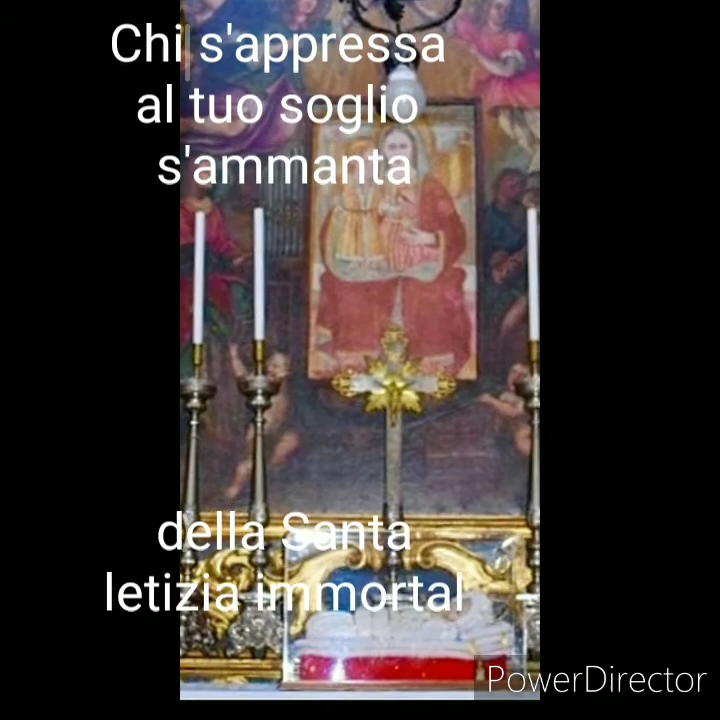 Chi s'appressa
al tuo soglio
s'ammanta
della Santa
letizia immortal
PowerDirector